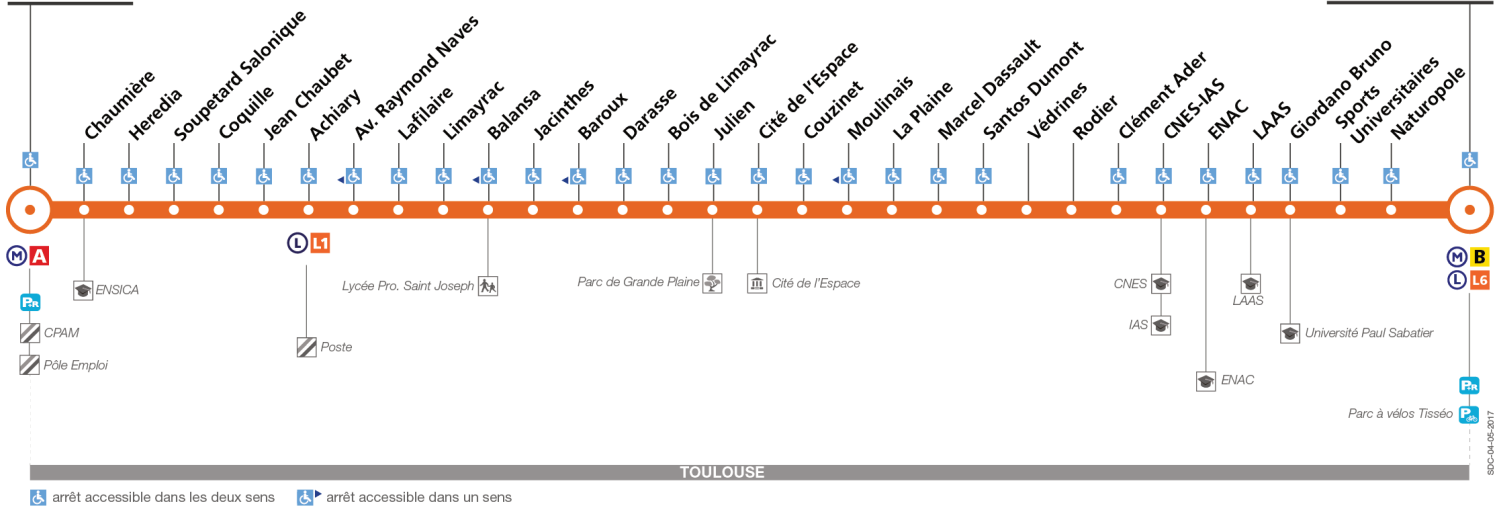 Chaumière
Heredia
Soupetard Salonique
Coquille
Jean Chaubet
Achiary
Av. Raymond Naves
Lafilaire
Limayrac
Balansa
Jacinthes
Baroux
Darasse
Bois de Limayrac
Julien
Cité de l'Espace
Couzinet
Moulinais
La Plaine
Marcel Dassault
Santos Dumont
Védrines
Rodier
Clément Ader
CNES-IAS
ENAC
LAAS
Giordano Bruno
Sports
Universitaires
Naturopole
M A
L L1
M B
L L6
ENSICA
Lycée Pro. Saint Joseph
Parc de Grande Plaine
Cité de l'Espace
CNES
LAAS
P+R
CPAM
IAS
Université Paul Sabatier
Poste
Pôle Emploi
ENAC
P+R
Parc à vélos Tisséo
P
SDC-04-05-2017
TOULOUSE
arrêt accessible dans les deux sens
arrêt accessible dans un sens